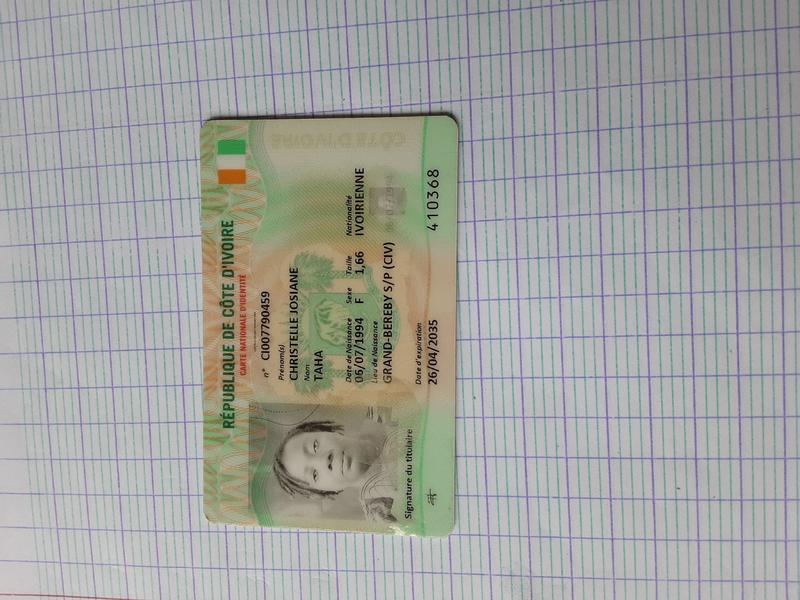 RÉPUBLIQUE DE CÔTE D'IVOIRE
CARTE NATIONALE D'IDENTITÉ
n° CI007790459
Prénom(s)
CHRISTELLE JOSIANE
Nom
TAHA
Date de Naissance Sexe Taille Nationalité
06/07/1994 F 1,66 IVOIRIENNE
Lieu de Naissance
GRAND-BEREBY S/P (CIV)
Date d'expiration
26/04/2035
410368
Signature du titulaire
CÔTE D'IVOIRE